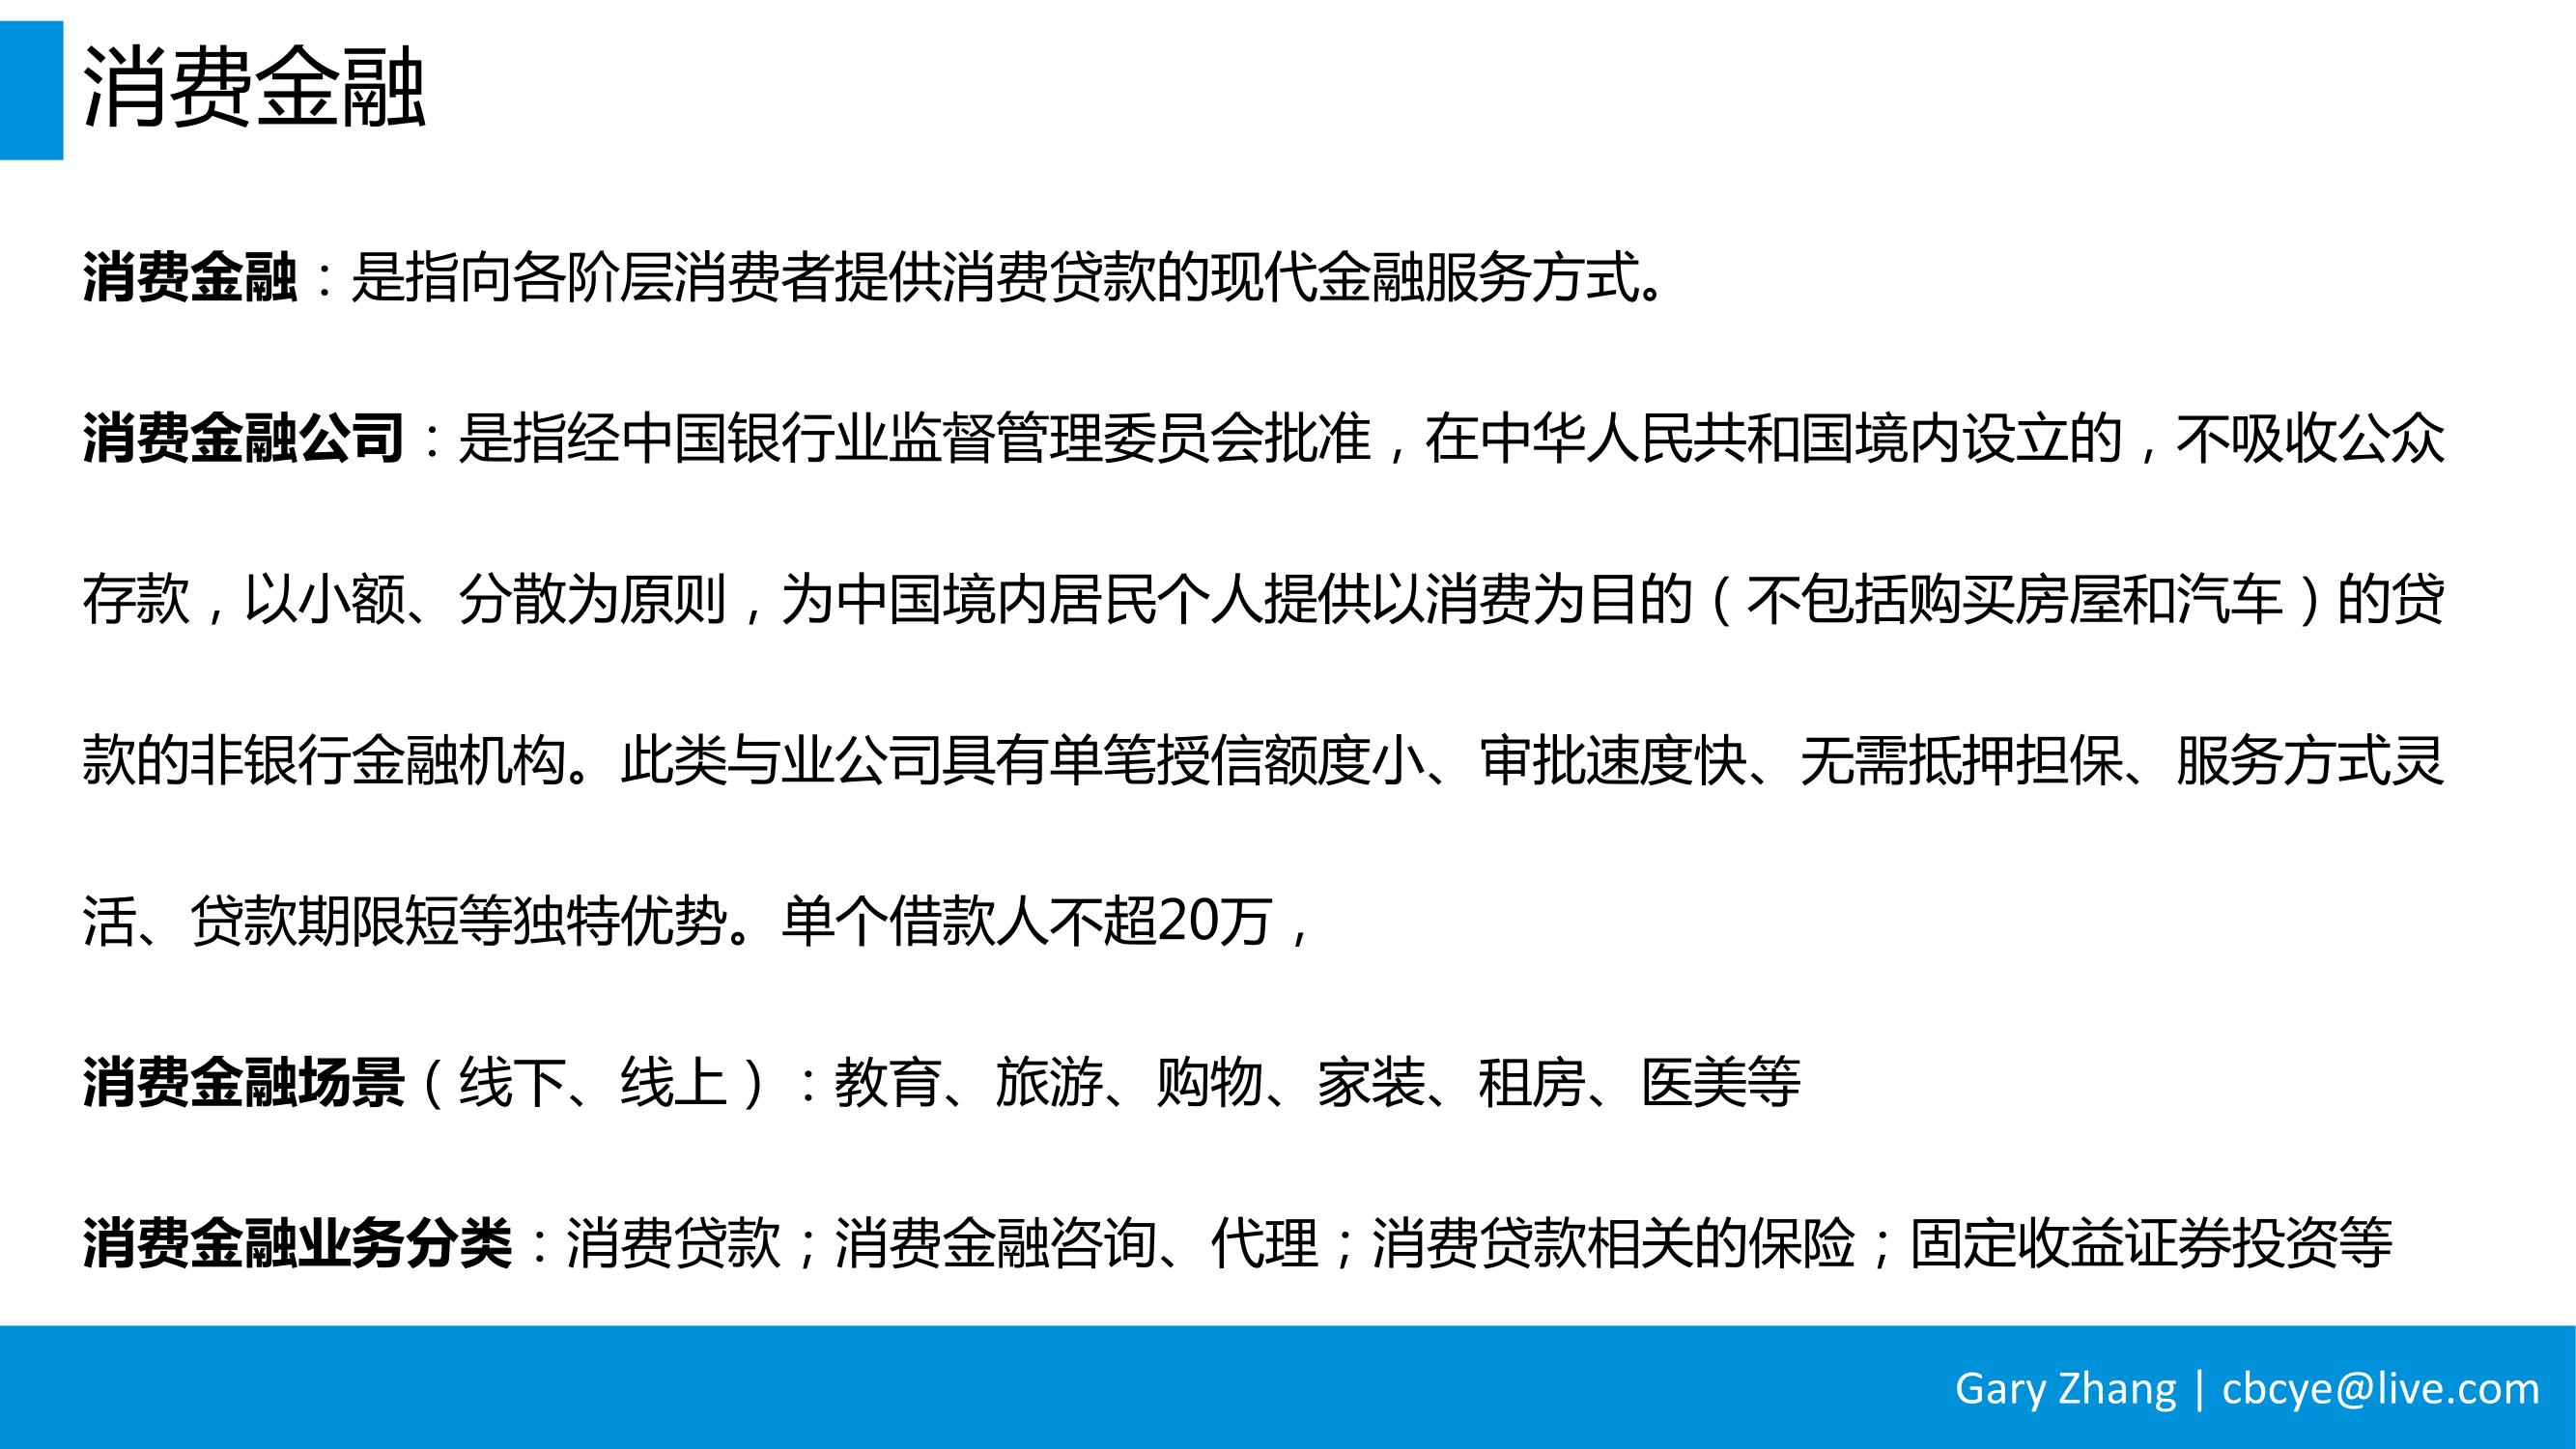 消费金融
消费金融：是指向各阶层消费者提供消费贷款的现代金融服务方式。
消费金融公司：是指经中国银行业监督管理委员会批准，在中华人民共和国境内设立的，不吸收公众
存款，以小额、分散为原则，为中国境内居民个人提供以消费为目的（不包括购买房屋和汽车）的贷
款的非银行金融机构。此类与业公司具有单笔授信额度小、审批速度快、无需抵押担保、服务方式灵
活、贷款期限短等独特优势。单个借款人不超20万，
消费金融场景（线下、线上）：教育、旅游、购物、家装、租房、医美等
消费金融业务分类：消费贷款；消费金融咨询、代理；消费贷款相关的保险；固定收益证券投资等
Gary Zhang | cbcye@live.com